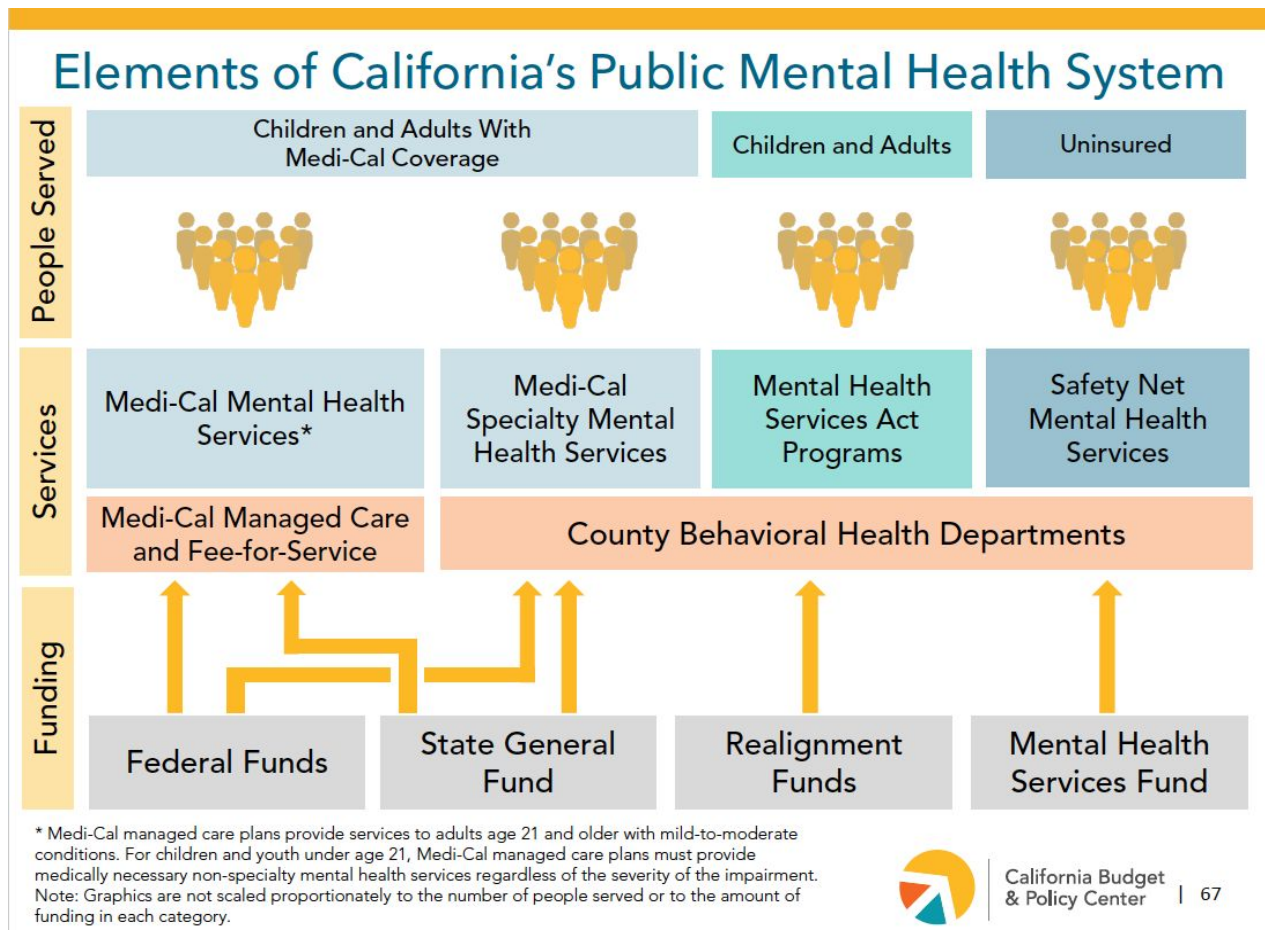 Elements of California's Public Mental Health System
People Served
Children and Adults With
Medi-Cal Coverage
Children and Adults
Uninsured
Services
Medi-Cal Mental Health
Services*
Medi-Cal
Specialty Mental
Health Services
Mental Health
Services Act
Programs
Safety Net
Mental Health
Services
Medi-Cal Managed Care
and Fee-for-Service
County Behavioral Health Departments
Funding
Federal Funds
State General
Fund
Realignment
Funds
Mental Health
Services Fund
* Medi-Cal managed care plans provide services to adults age 21 and older with mild-to-moderate
conditions. For children and youth under age 21, Medi-Cal managed care plans must provide
medically necessary non-specialty mental health services regardless of the severity of the impairment.
Note: Graphics are not scaled proportionately to the number of people served or to the amount of
funding in each category.
California Budget
& Policy Center | 67